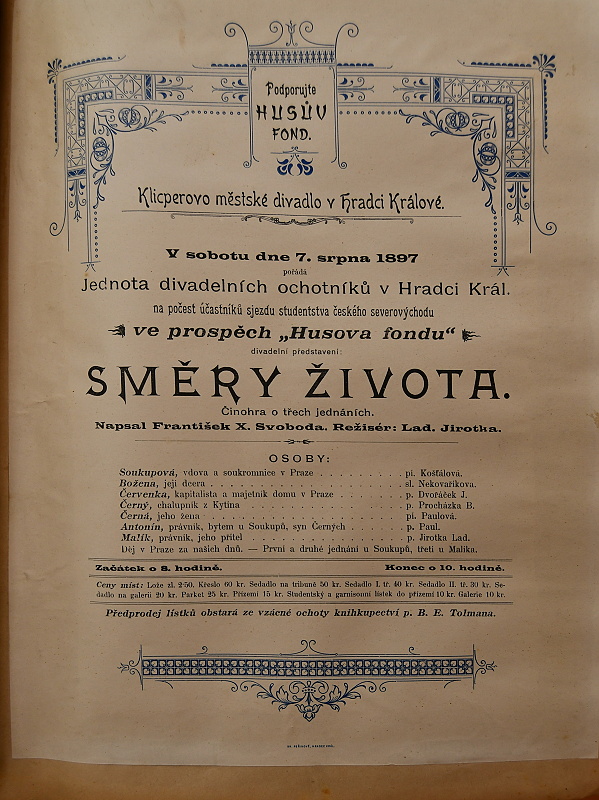 Podporujte
HUSŮV
FOND.
Klicperovo městské divadlo v Hradci Králové.
V sobotu dne 7. srpna 1897
pořádá
Jednota divadelních ochotníků v Hradci Král.
na počest účastníků sjezdu studentstva českého severovýchodu
ve prospěch „Husova fondu“
divadelní představení:
SMĚRY ŽIVOTA.
Činohra o třech jednáních.
Napsal František X. Svoboda. Režisér: Lad. Jirotka.
OSOBY:
Soukupová, vdova a soukromnice v Praze . . . . . . . . . pí. Košťálová.
Božena, její dcera . . . . . . . . . . . . . . . . . . . . sl. Nekovaříkova.
Červenka, kapitalista a majetník domu v Praze . . . . . . . p. Dvořáček J.
Černý, chalupník z Kytína . . . . . . . . . . . . . . . . p. Procházka B.
Černá, jeho žena . . . . . . . . . . . . . . . . . . . . pí. Paulová.
Antonín, právník, bytem u Soukupů, syn Černých . . . . . . p. Paul.
Malík, právník, jeho přítel . . . . . . . . . . . . . . . . p. Jirotka Lad.
Děj v Praze za našich dnů. — První a druhé jednání u Soukupů, třetí u Malíka.
Začátek o 8. hodině. Konec o 10. hodině.
Ceny míst: Lože zl. 2·50. Křeslo 60 kr. Sedadlo na tribuně 50 kr. Sedadlo I. tř. 40 kr. Sedadlo II. tř. 30 kr. Se-
dadlo na galerii 20 kr. Parket 25 kr. Přízemí 15 kr. Studentský a garnisonní lístek do přízemí 10 kr. Galerie 10 kr.
Předprodej lístků obstará ze vzácné ochoty knihkupectví p. B. E. Tolmana.